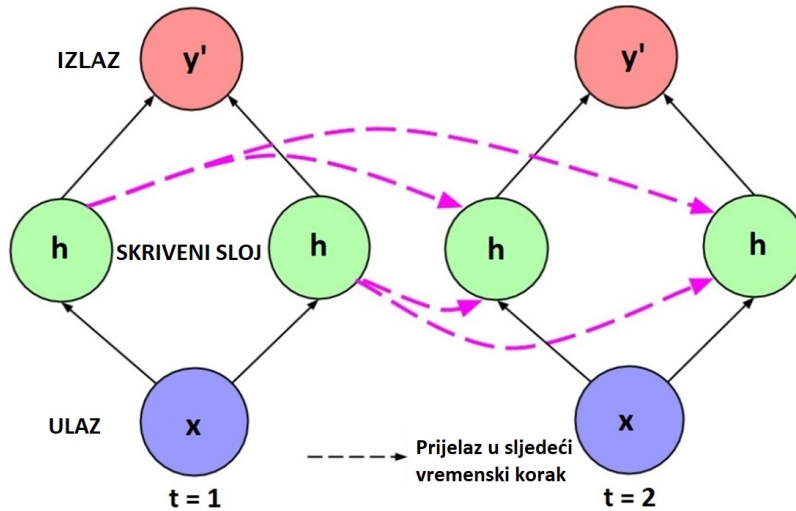 IZLAZ
y'
y'
h
SKRIVENI SLOJ
h
h
h
ULAZ
x
x
Prijelaz u sljedeći
vremenski korak
t = 1
t = 2